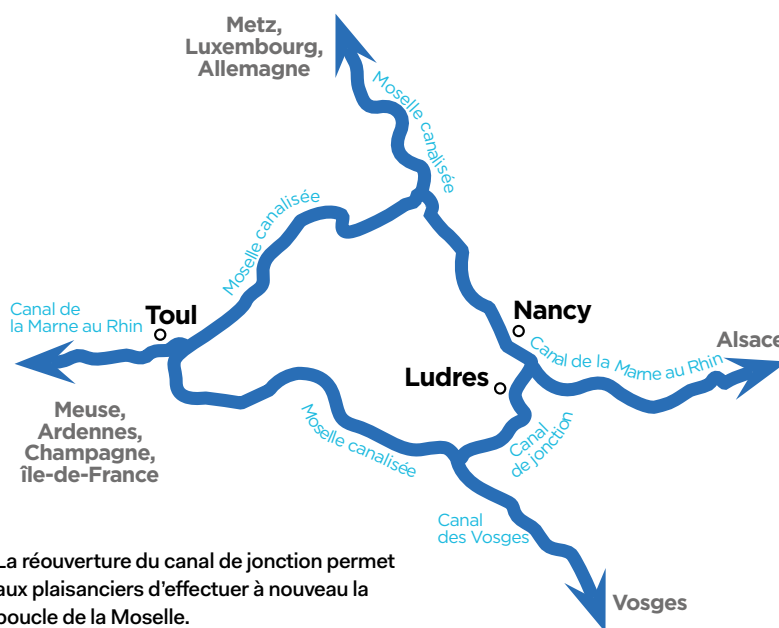 Metz,
Luxembourg,
Allemagne
Moselle canalisée
Moselle canalisée
Canal de
la Marne au Rhin
Toul
Nancy
Alsace
Canal de la Marne au Rhin
Ludres
Meuse,
Ardennes,
Champagne,
île-de-France
Moselle canalisée
Canal
de jonction
Canal
des Vosges
Vosges
La réouverture du canal de jonction permet
aux plaisanciers d'effectuer à nouveau la
boucle de la Moselle.